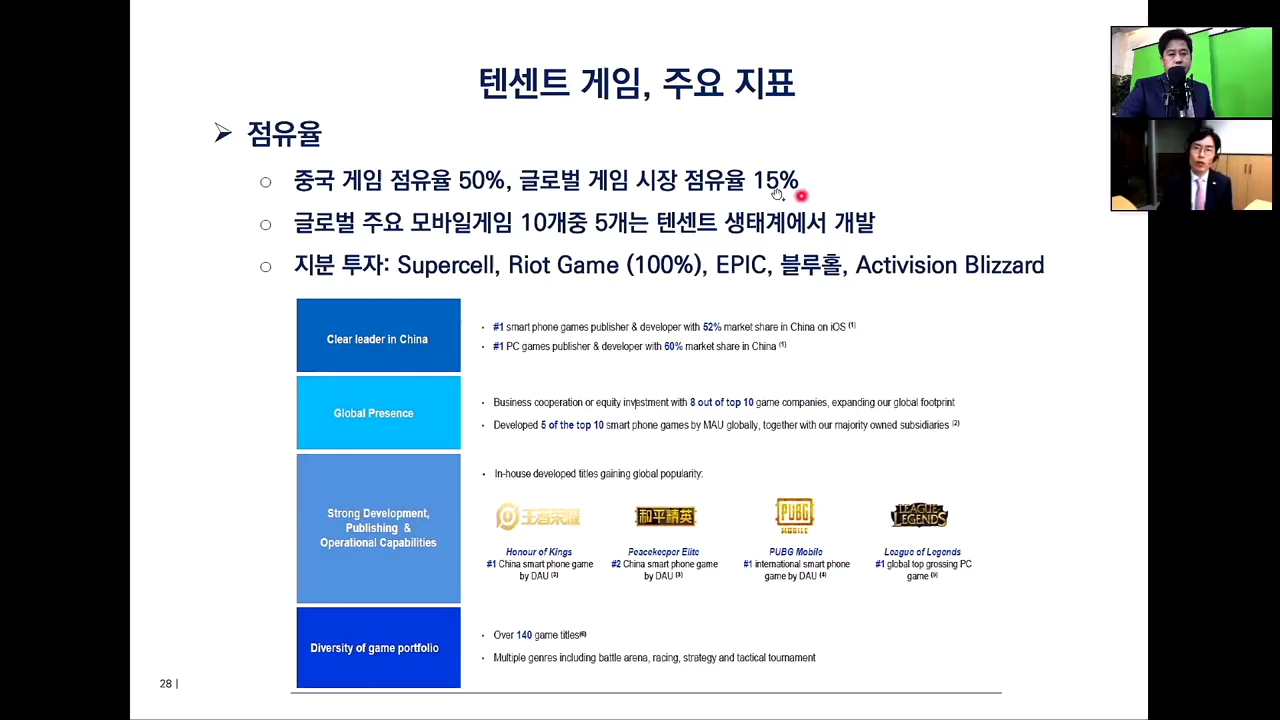 텐센트 게임, 주요 지표
➢ 점유율
○ 중국 게임 점유율 50%, 글로벌 게임 시장 점유율 15%
○ 글로벌 주요 모바일게임 10개중 5개는 텐센트 생태계에서 개발
○ 지분 투자: Supercell, Riot Game (100%), EPIC, 블루홀, Activision Blizzard
Clear leader in China
• #1 smart phone games publisher & developer with 52% market share in China on iOS (1)
• #1 PC games publisher & developer with 60% market share in China (1)
Global Presence
• Business cooperation or equity investment with 8 out of top 10 game companies, expanding our global footprint
• Developed 5 of the top 10 smart phone games by MAU globally, together with our majority owned subsidiaries (2)
Strong Development,
Publishing &
Operational Capabilities
• In-house developed titles gaining global popularity:
王者荣耀
和平精英
PUBG
MOBILE
LEAGUE OF
LEGENDS
Honour of Kings
#1 China smart phone game
by DAU (3)
Peacekeeper Elite
#2 China smart phone game
by DAU (3)
PUBG Mobile
#1 international smart phone
game by DAU (4)
League of Legends
#1 global top grossing PC
game (5)
Diversity of game portfolio
• Over 140 game titles(6)
• Multiple genres including battle arena, racing, strategy and tactical tournament
28 |